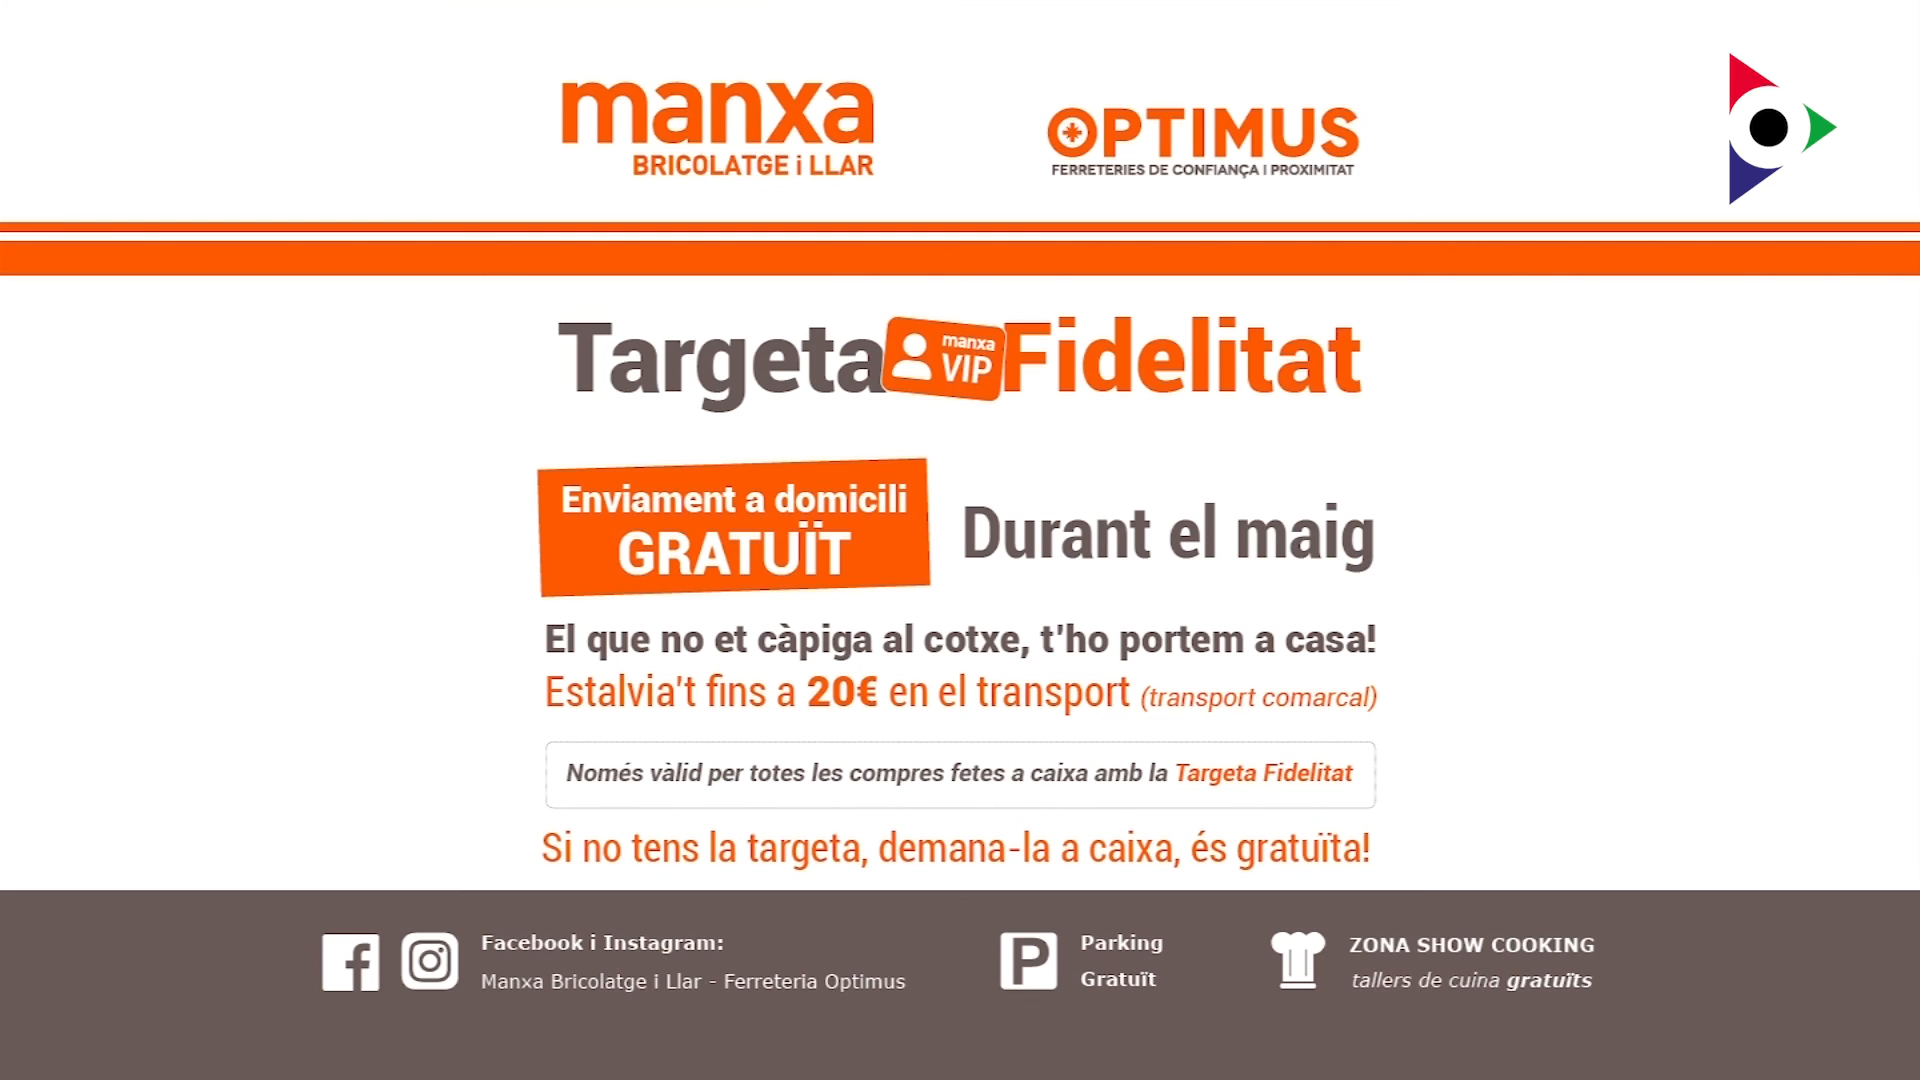 manxa
BRICOLATGE i LLAR
OPTIMUS
FERRETERIES DE CONFIANÇA I PROXIMITAT
Targeta manxa VIP Fidelitat
Enviament a domicili
GRATUÏT
Durant el maig
El que no et càpiga al cotxe, t'ho portem a casa!
Estalvia't fins a 20€ en el transport (transport comarcal)
Només vàlid per totes les compres fetes a caixa amb la Targeta Fidelitat
Si no tens la targeta, demana-la a caixa, és gratuïta!
Facebook i Instagram:
Manxa Bricolatge i Llar - Ferreteria Optimus
P
Parking
Gratuït
ZONA SHOW COOKING
tallers de cuina gratuïts